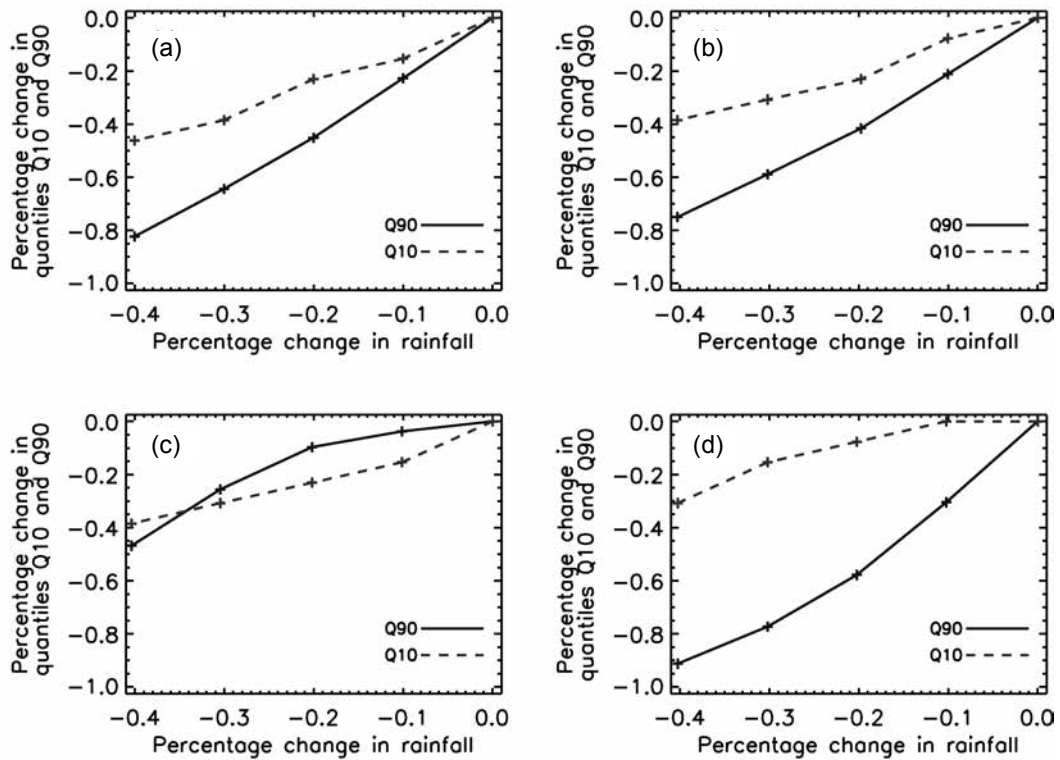 (a)
Percentage change in
quantiles Q10 and Q90
0.0
−0.2
−0.4
−0.6
−0.8
−1.0
Q90
Q10
−0.4 −0.3 −0.2 −0.1 0.0
Percentage change in rainfall
(b)
Percentage change in
quantiles Q10 and Q90
0.0
−0.2
−0.4
−0.6
−0.8
−1.0
Q90
Q10
−0.4 −0.3 −0.2 −0.1 0.0
Percentage change in rainfall
(c)
Percentage change in
quantiles Q10 and Q90
0.0
−0.2
−0.4
−0.6
−0.8
−1.0
Q90
Q10
−0.4 −0.3 −0.2 −0.1 0.0
Percentage change in rainfall
(d)
Percentage change in
quantiles Q10 and Q90
0.0
−0.2
−0.4
−0.6
−0.8
−1.0
Q90
Q10
−0.4 −0.3 −0.2 −0.1 0.0
Percentage change in rainfall